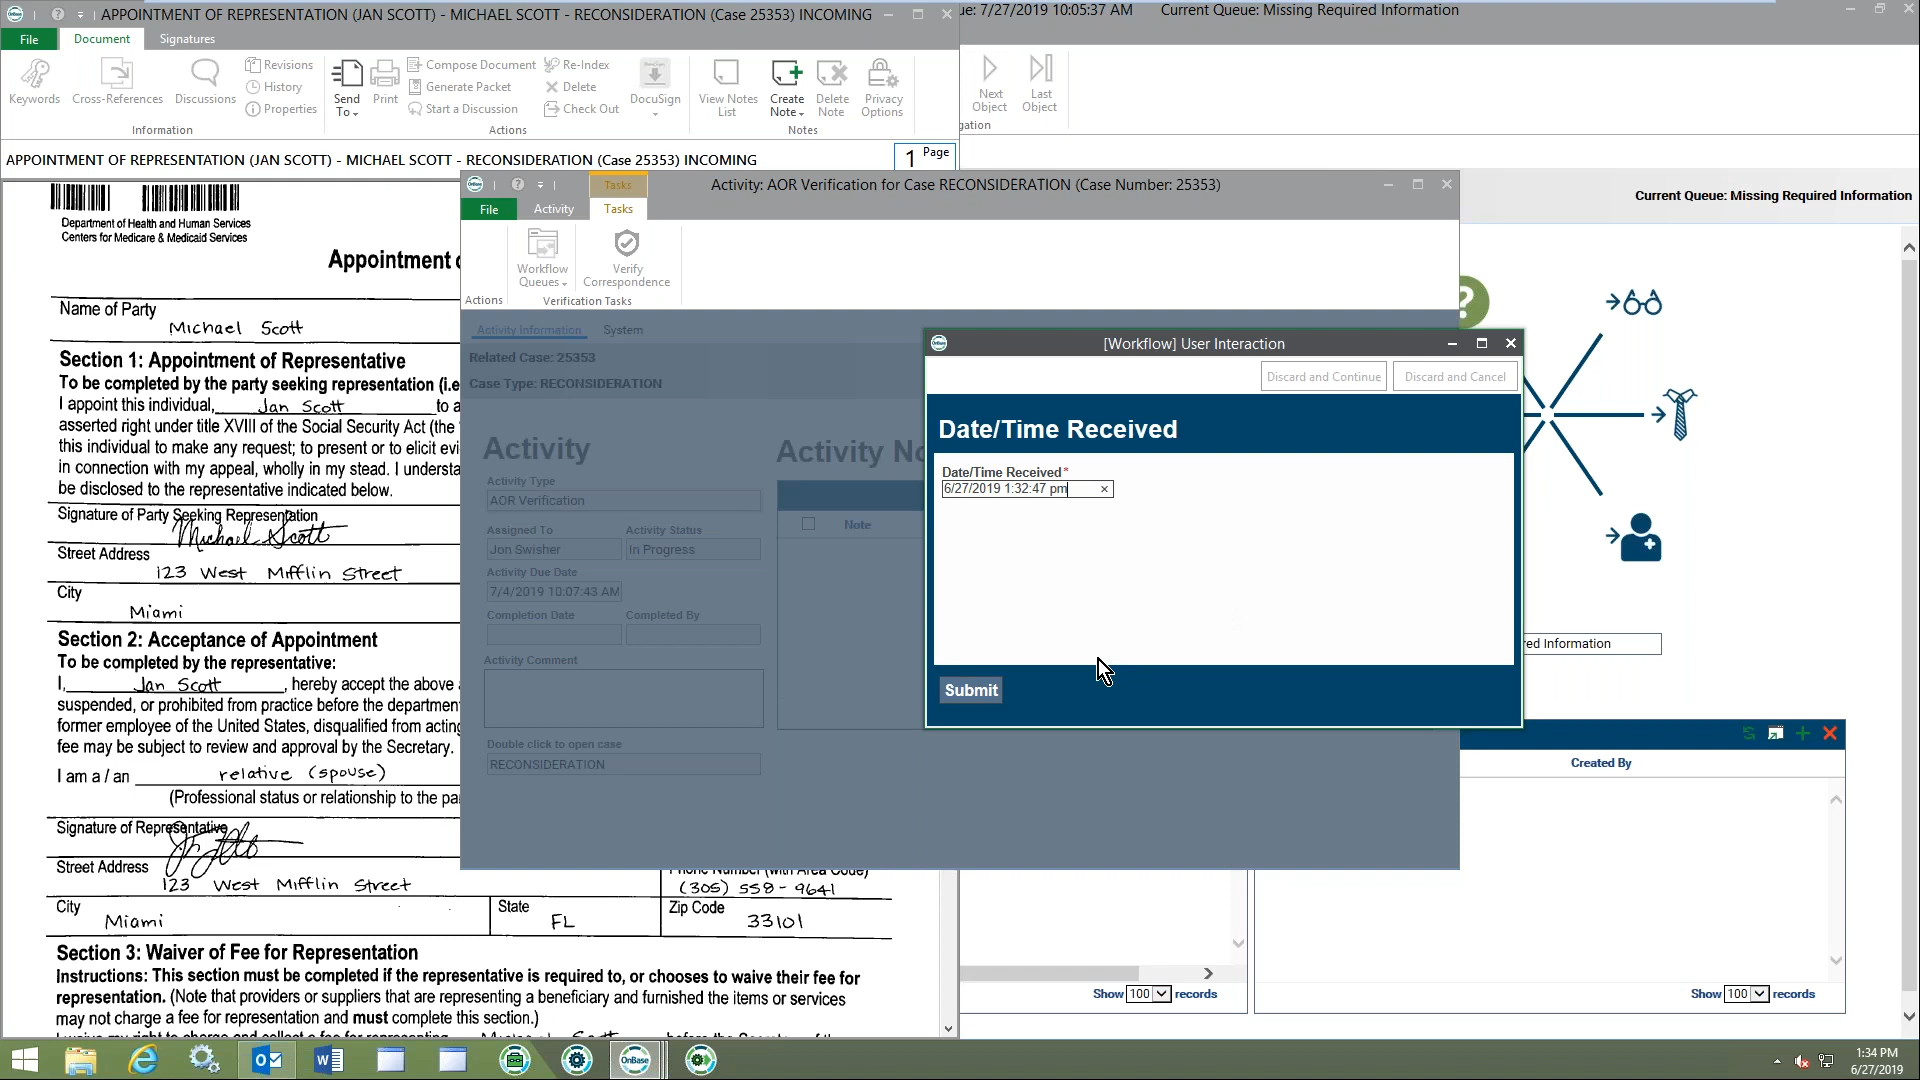 APPOINTMENT OF REPRESENTATION (JAN SCOTT) - MICHAEL SCOTT - RECONSIDERATION (Case 25353) INCOMING
ue: 7/27/2019 10:05:37 AM Current Queue: Missing Required Information
File Document Signatures
Keywords
Cross-References
Discussions
Revisions
History
Properties
Information
Send To
Print
Compose Document
Generate Packet
Start a Discussion
Re-Index
Delete
Check Out
DocuSign
Actions
View Notes List
Create Note
Delete Note
Privacy Options
Notes
Next Object
Last Object
gation
APPOINTMENT OF REPRESENTATION (JAN SCOTT) - MICHAEL SCOTT - RECONSIDERATION (Case 25353) INCOMING
1 Page
Current Queue: Missing Required Information
Department of Health and Human Services
Centers for Medicare & Medicaid Services
Appointment
Name of Party
Michael Scott
Section 1: Appointment of Representative
To be completed by the party seeking representation (i.e
I appoint this individual, Jan Scott to a
asserted right under title XVIII of the Social Security Act (the
this individual to make any request; to present or to elicit evi
in connection with my appeal, wholly in my stead. I understa
be disclosed to the representative indicated below.
Signature of Party Seeking Representation
Michael Scott
Street Address
123 West Mifflin Street
City
Miami
Section 2: Acceptance of Appointment
To be completed by the representative:
I, Jan Scott, hereby accept the above
suspended, or prohibited from practice before the departmen
former employee of the United States, disqualified from acting
fee may be subject to review and approval by the Secretary.
I am a / an relative (spouse)
(Professional status or relationship to the pa
Signature of Representative
Street Address
123 West Mifflin Street
Phone Number (with Area Code)
(305) 558-9641
City
Miami
State
FL
Zip Code
33101
Section 3: Waiver of Fee for Representation
Instructions: This section must be completed if the representative is required to, or chooses to waive their fee for
representation. (Note that providers or suppliers that are representing a beneficiary and furnished the items or services
may not charge a fee for representation and must complete this section.)
Tasks
Activity: AOR Verification for Case RECONSIDERATION (Case Number: 25353)
File Activity Tasks
Workflow Queues
Verify Correspondence
Actions
Verification Tasks
Activity Information System
Related Case: 25353
Case Type: RECONSIDERATION
Activity
Activity Type
AOR Verification
Assigned To Activity Status
Jon Swisher In Progress
Activity Due Date
7/4/2019 10:07:43 AM
Completion Date Completed By
Activity Comment
Double click to open case
RECONSIDERATION
Activity No
Note
[Workflow] User Interaction
Discard and Continue Discard and Cancel
Date/Time Received
Date/Time Received*
6/27/2019 1:32:47 pm ×
Submit
?
red Information
Created By
Show 100 records
Show 100 records
OnBase
1:34 PM
6/27/2019